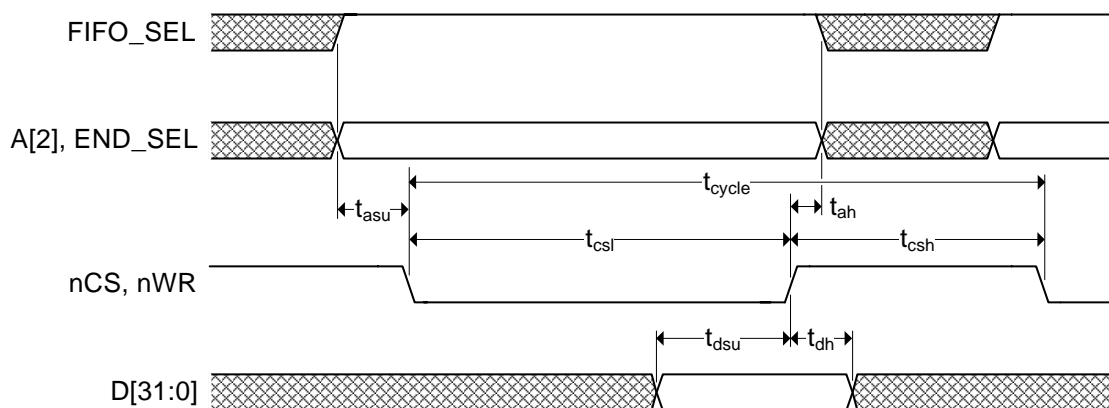 FIFO_SEL
A[2], END_SEL
tcycle
tasu
tah
tcsl
tcsh
nCS, nWR
tdsu
tdh
D[31:0]